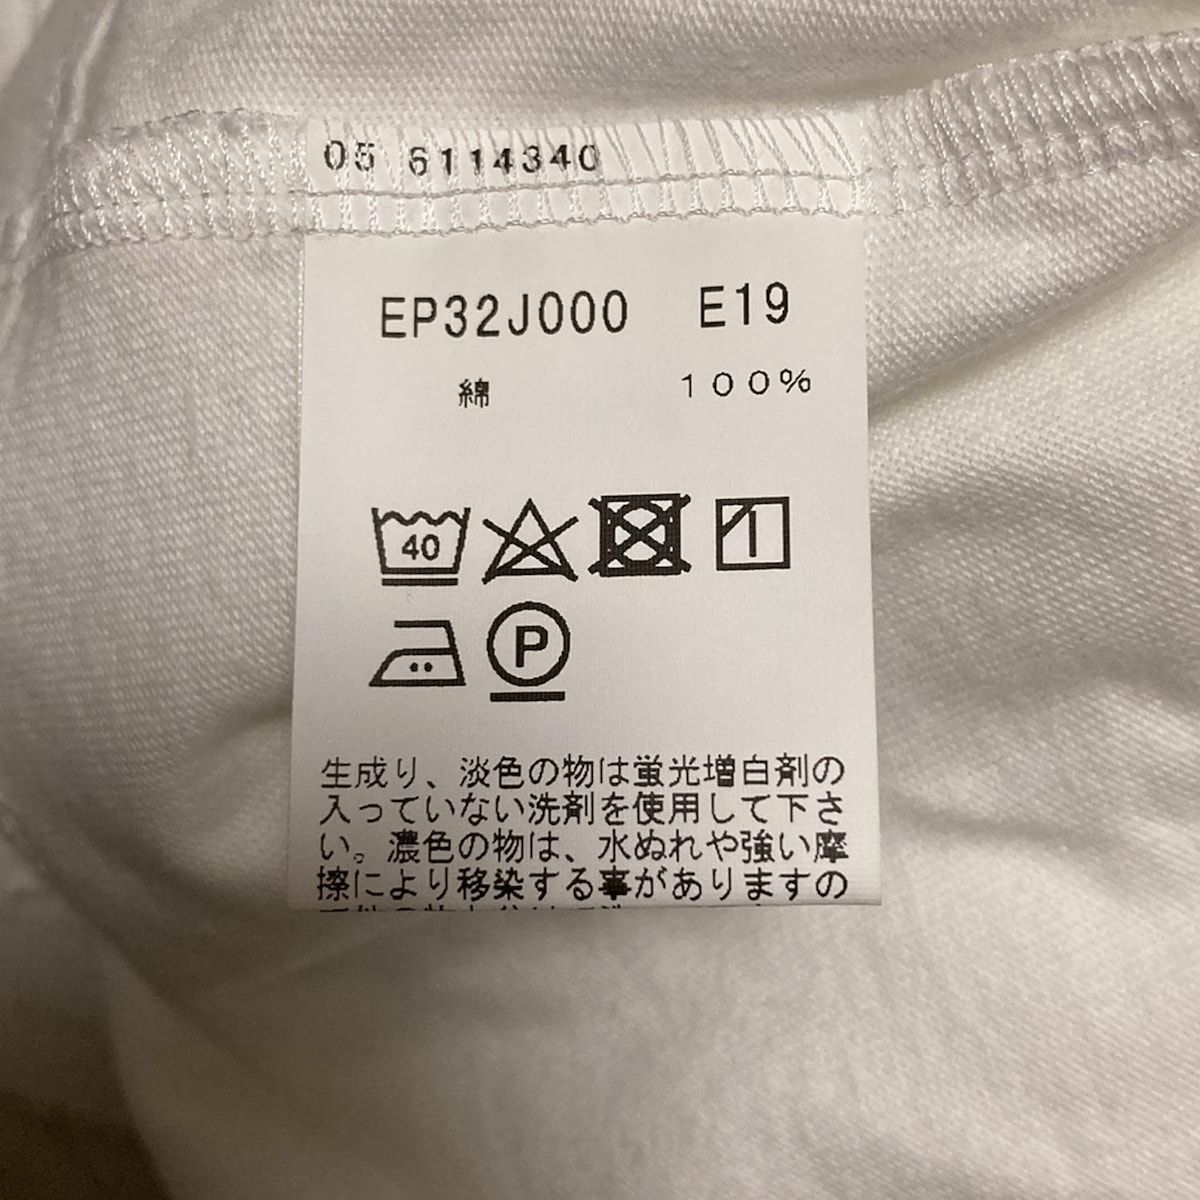 05 6114340
EP32J000 E19
綿 100%
40
P
生成り、淡色の物は蛍光増白剤の
入っていない洗剤を使用して下さ
い。濃色の物は、水ぬれや強い摩
擦により移染する事がありますの